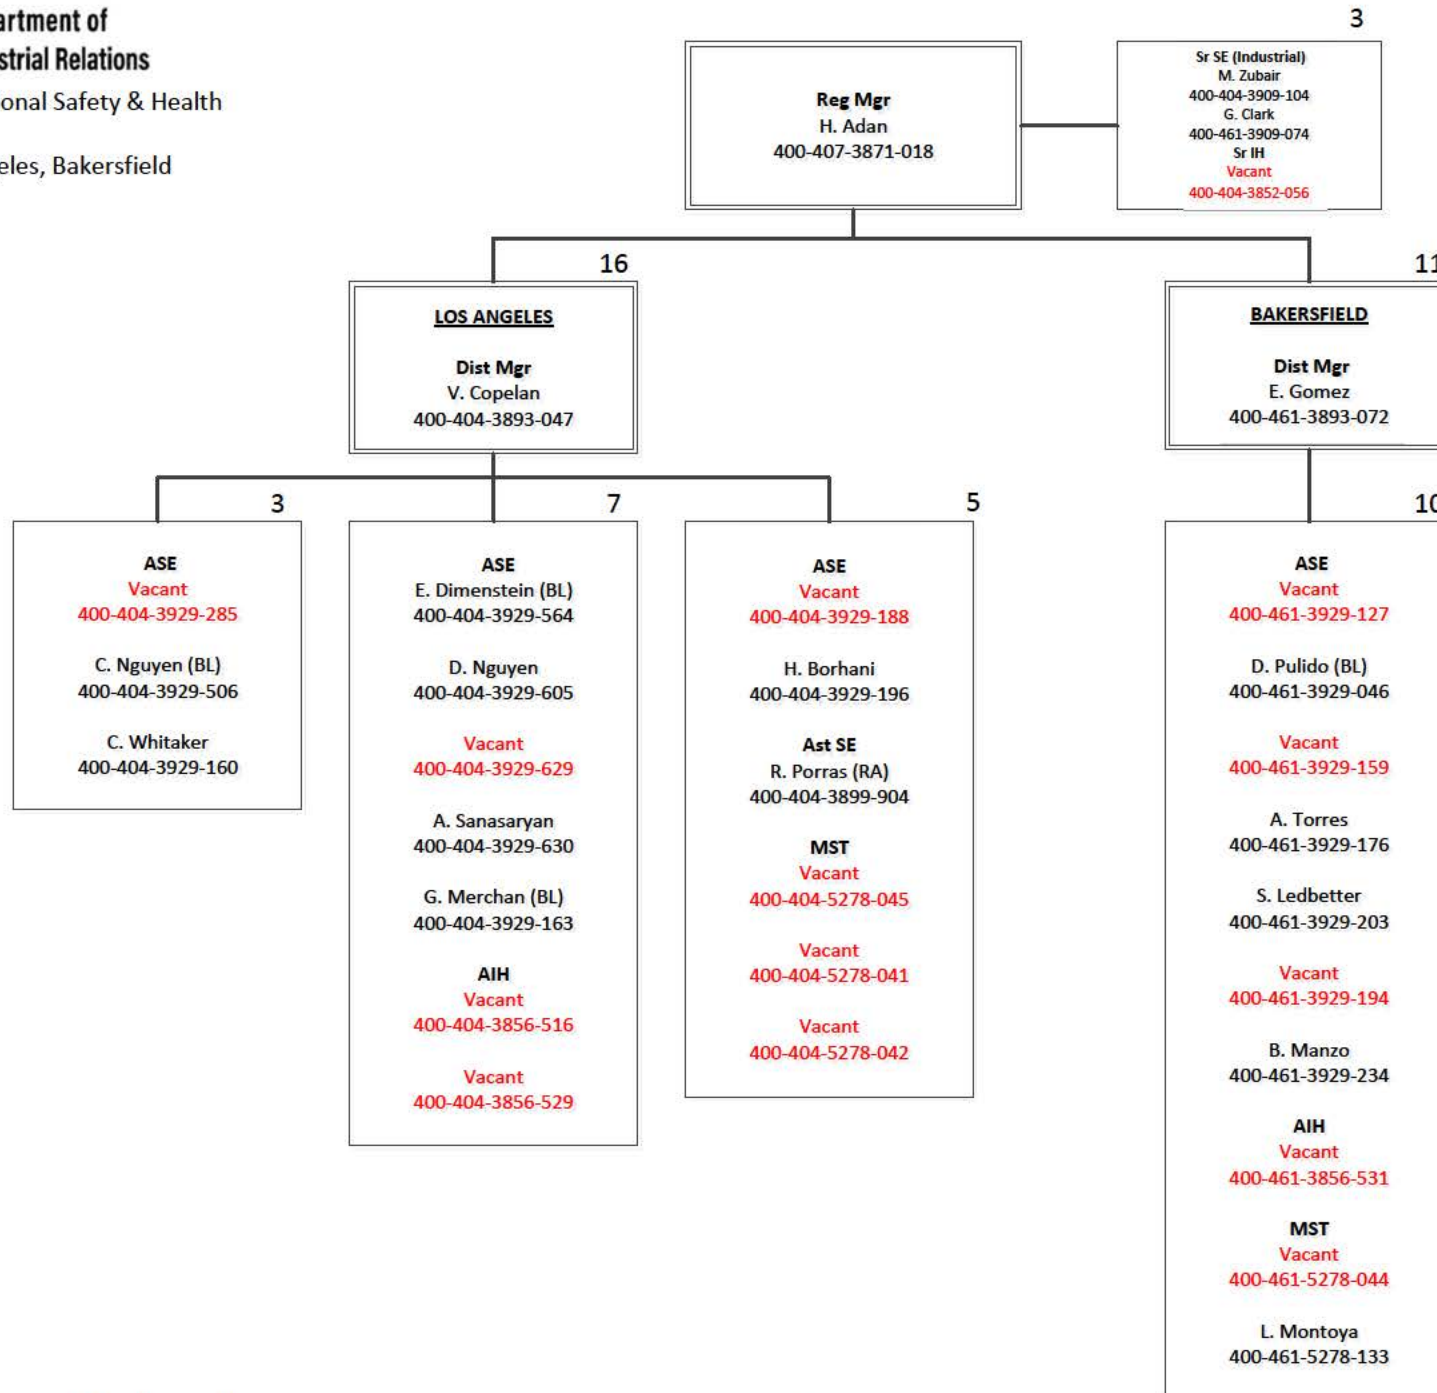 artment of
strial Relations
onal Safety & Health
eles, Bakersfield
3
Reg Mgr
H. Adan
400-407-3871-018
Sr SE (Industrial)
M. Zubair
400-404-3909-104
G. Clark
400-461-3909-074
Sr IH
Vacant
400-404-3852-056
16
LOS ANGELES
Dist Mgr
V. Copelan
400-404-3893-047
11
BAKERSFIELD
Dist Mgr
E. Gomez
400-461-3893-072
3
ASE
Vacant
400-404-3929-285
C. Nguyen (BL)
400-404-3929-506
C. Whitaker
400-404-3929-160
7
ASE
E. Dimenstein (BL)
400-404-3929-564
D. Nguyen
400-404-3929-605
Vacant
400-404-3929-629
A. Sanasaryan
400-404-3929-630
G. Merchan (BL)
400-404-3929-163
AIH
Vacant
400-404-3856-516
Vacant
400-404-3856-529
5
ASE
Vacant
400-404-3929-188
H. Borhani
400-404-3929-196
Ast SE
R. Porras (RA)
400-404-3899-904
MST
Vacant
400-404-5278-045
Vacant
400-404-5278-041
Vacant
400-404-5278-042
10
ASE
Vacant
400-461-3929-127
D. Pulido (BL)
400-461-3929-046
Vacant
400-461-3929-159
A. Torres
400-461-3929-176
S. Ledbetter
400-461-3929-203
Vacant
400-461-3929-194
B. Manzo
400-461-3929-234
AIH
Vacant
400-461-3856-531
MST
Vacant
400-461-5278-044
L. Montoya
400-461-5278-133